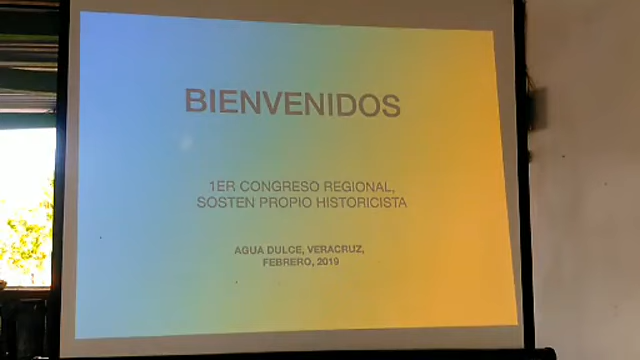 BIENVENIDOS
1ER CONGRESO REGIONAL,
SOSTEN PROPIO HISTORICISTA
AGUA DULCE, VERACRUZ,
FEBRERO, 2019